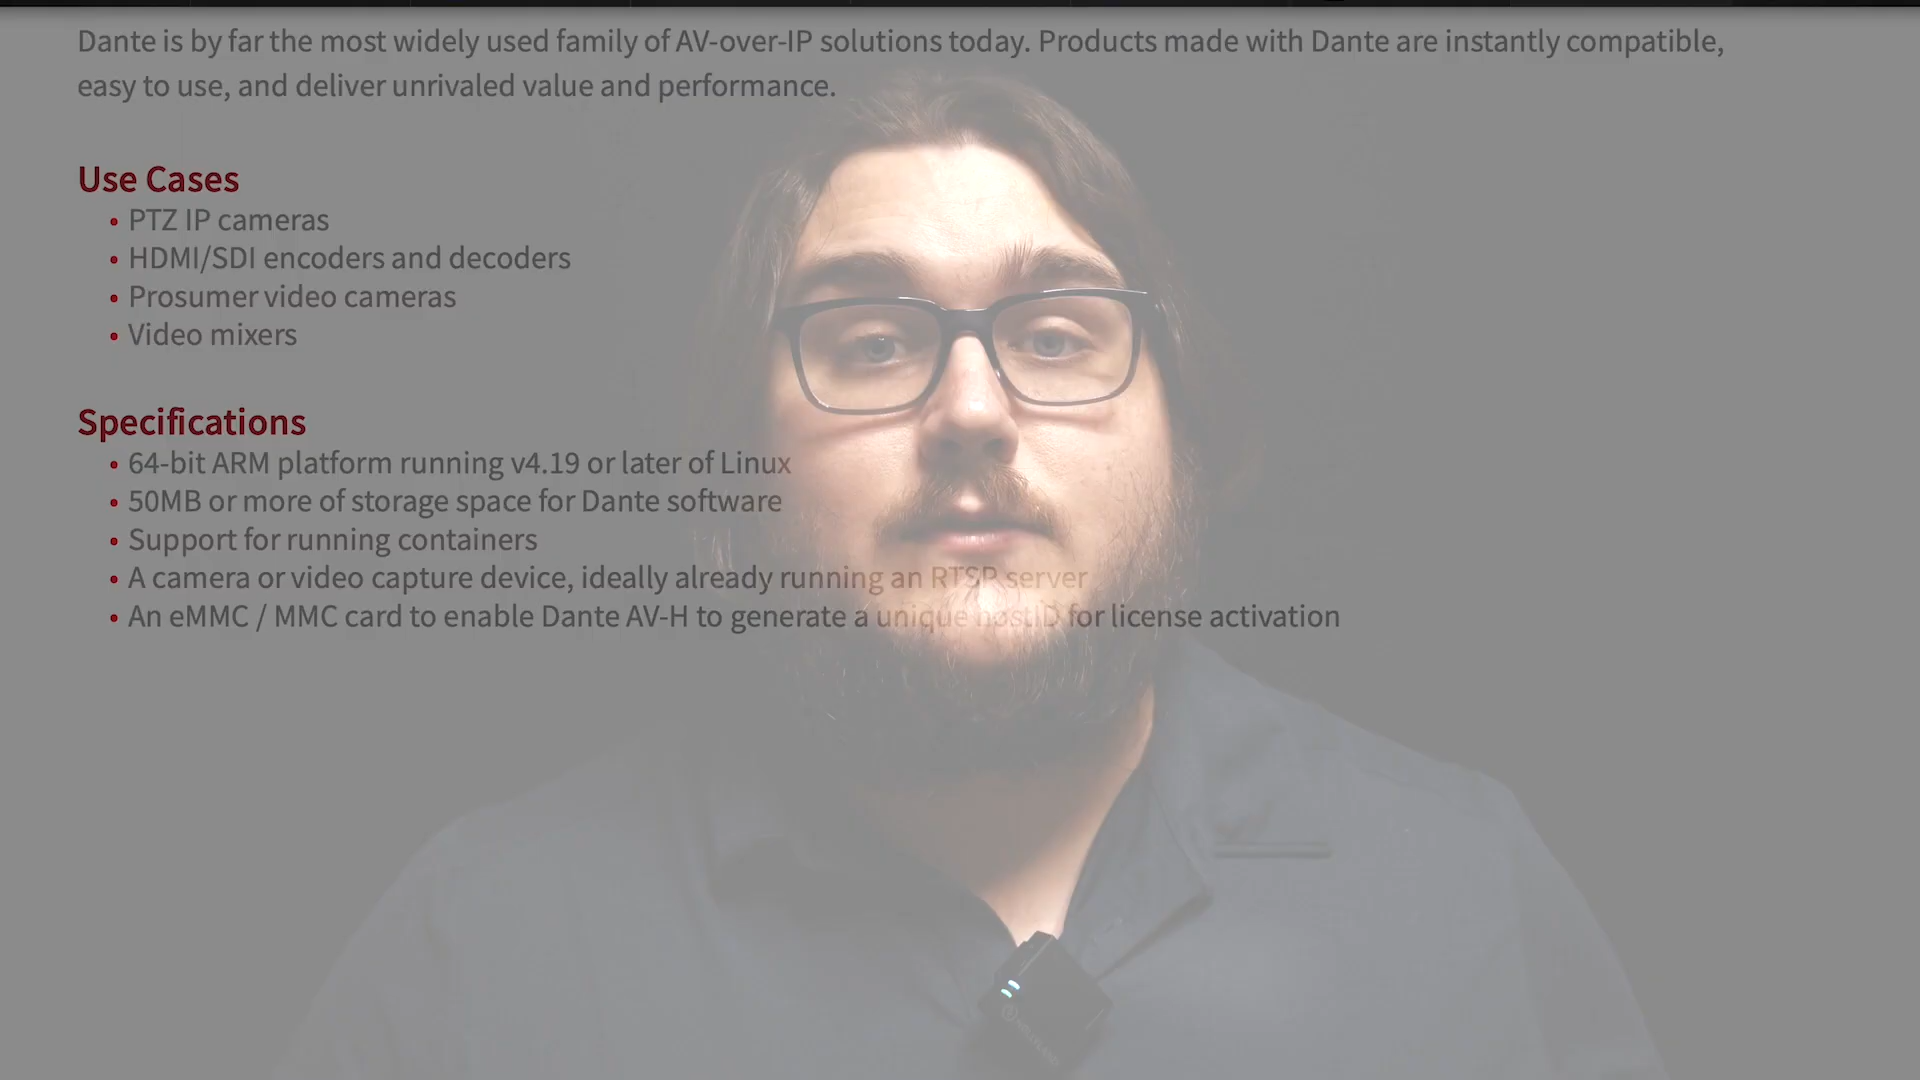 Dante is by far the most widely used family of AV-over-IP solutions today. Products made with Dante are instantly compatible,
easy to use, and deliver unrivaled value and performance.
Use Cases
• PTZ IP cameras
• HDMI/SDI encoders and decoders
• Prosumer video cameras
• Video mixers
Specifications
• 64-bit ARM platform running v4.19 or later of Linux
• 50MB or more of storage space for Dante software
• Support for running containers
• A camera or video capture device, ideally already running an RTSP server
• An eMMC / MMC card to enable Dante AV-H to generate a unique hostID for license activation